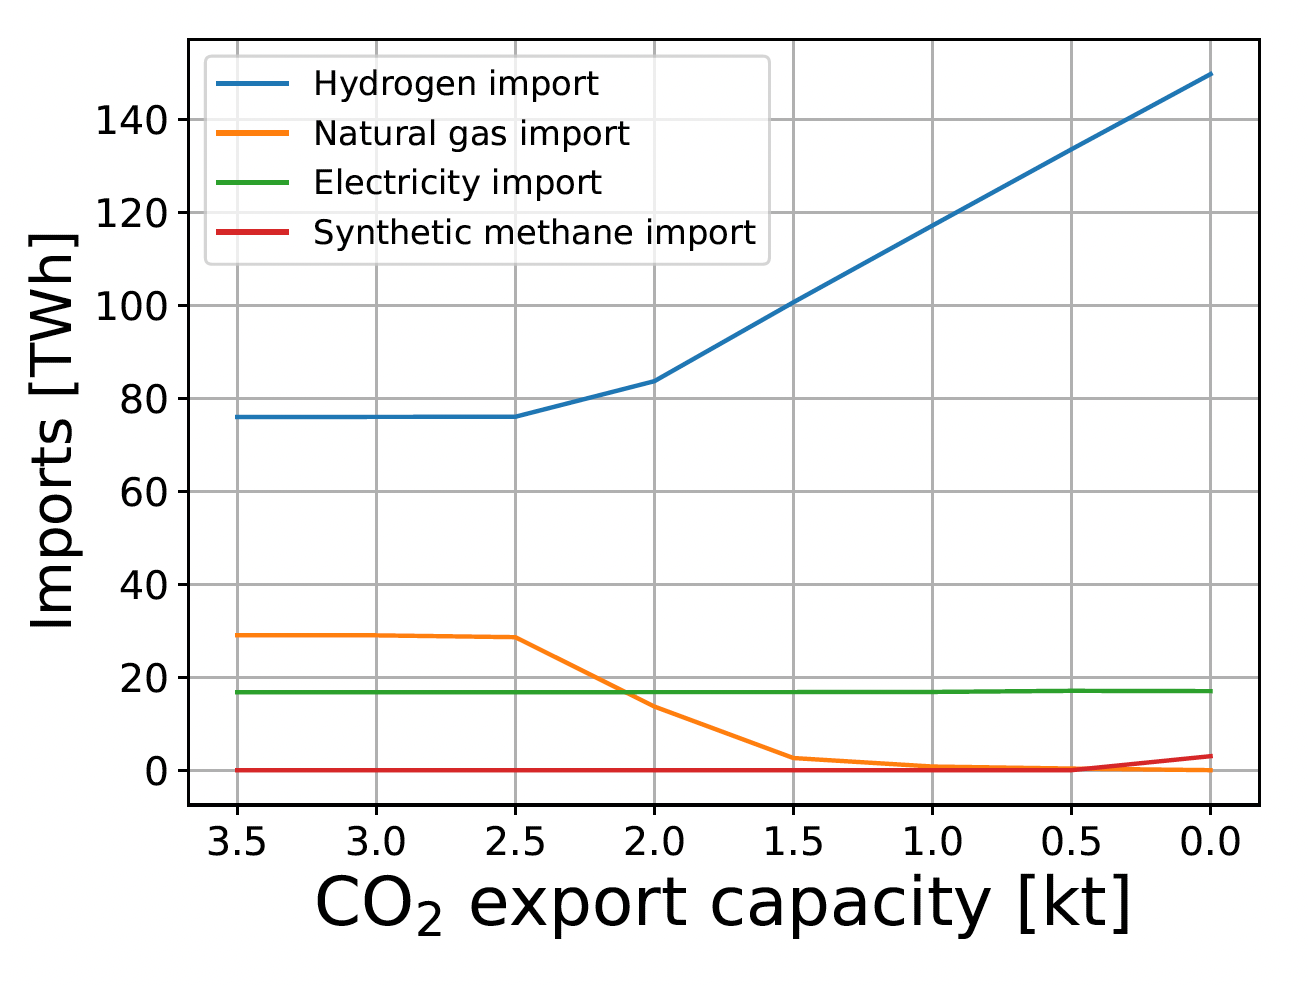 Hydrogen import
Natural gas import
Electricity import
Synthetic methane import
Imports [TWh]
140
120
100
80
60
40
20
0
3.5 3.0 2.5 2.0 1.5 1.0 0.5 0.0
CO₂ export capacity [kt]